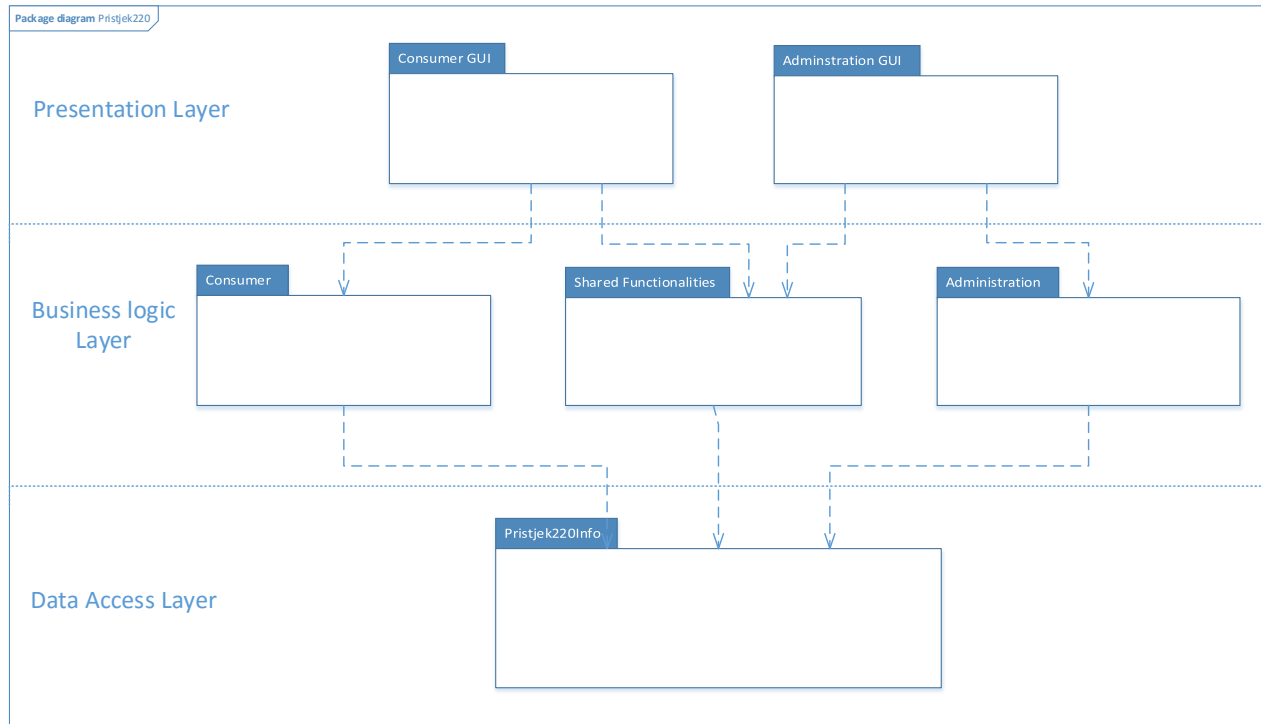 Package diagram Pristjek220
Consumer GUI
Adminstration GUI
Presentation Layer
Consumer
Shared Functionalities
Administration
Business logic
Layer
Pristjek220Info
Data Access Layer